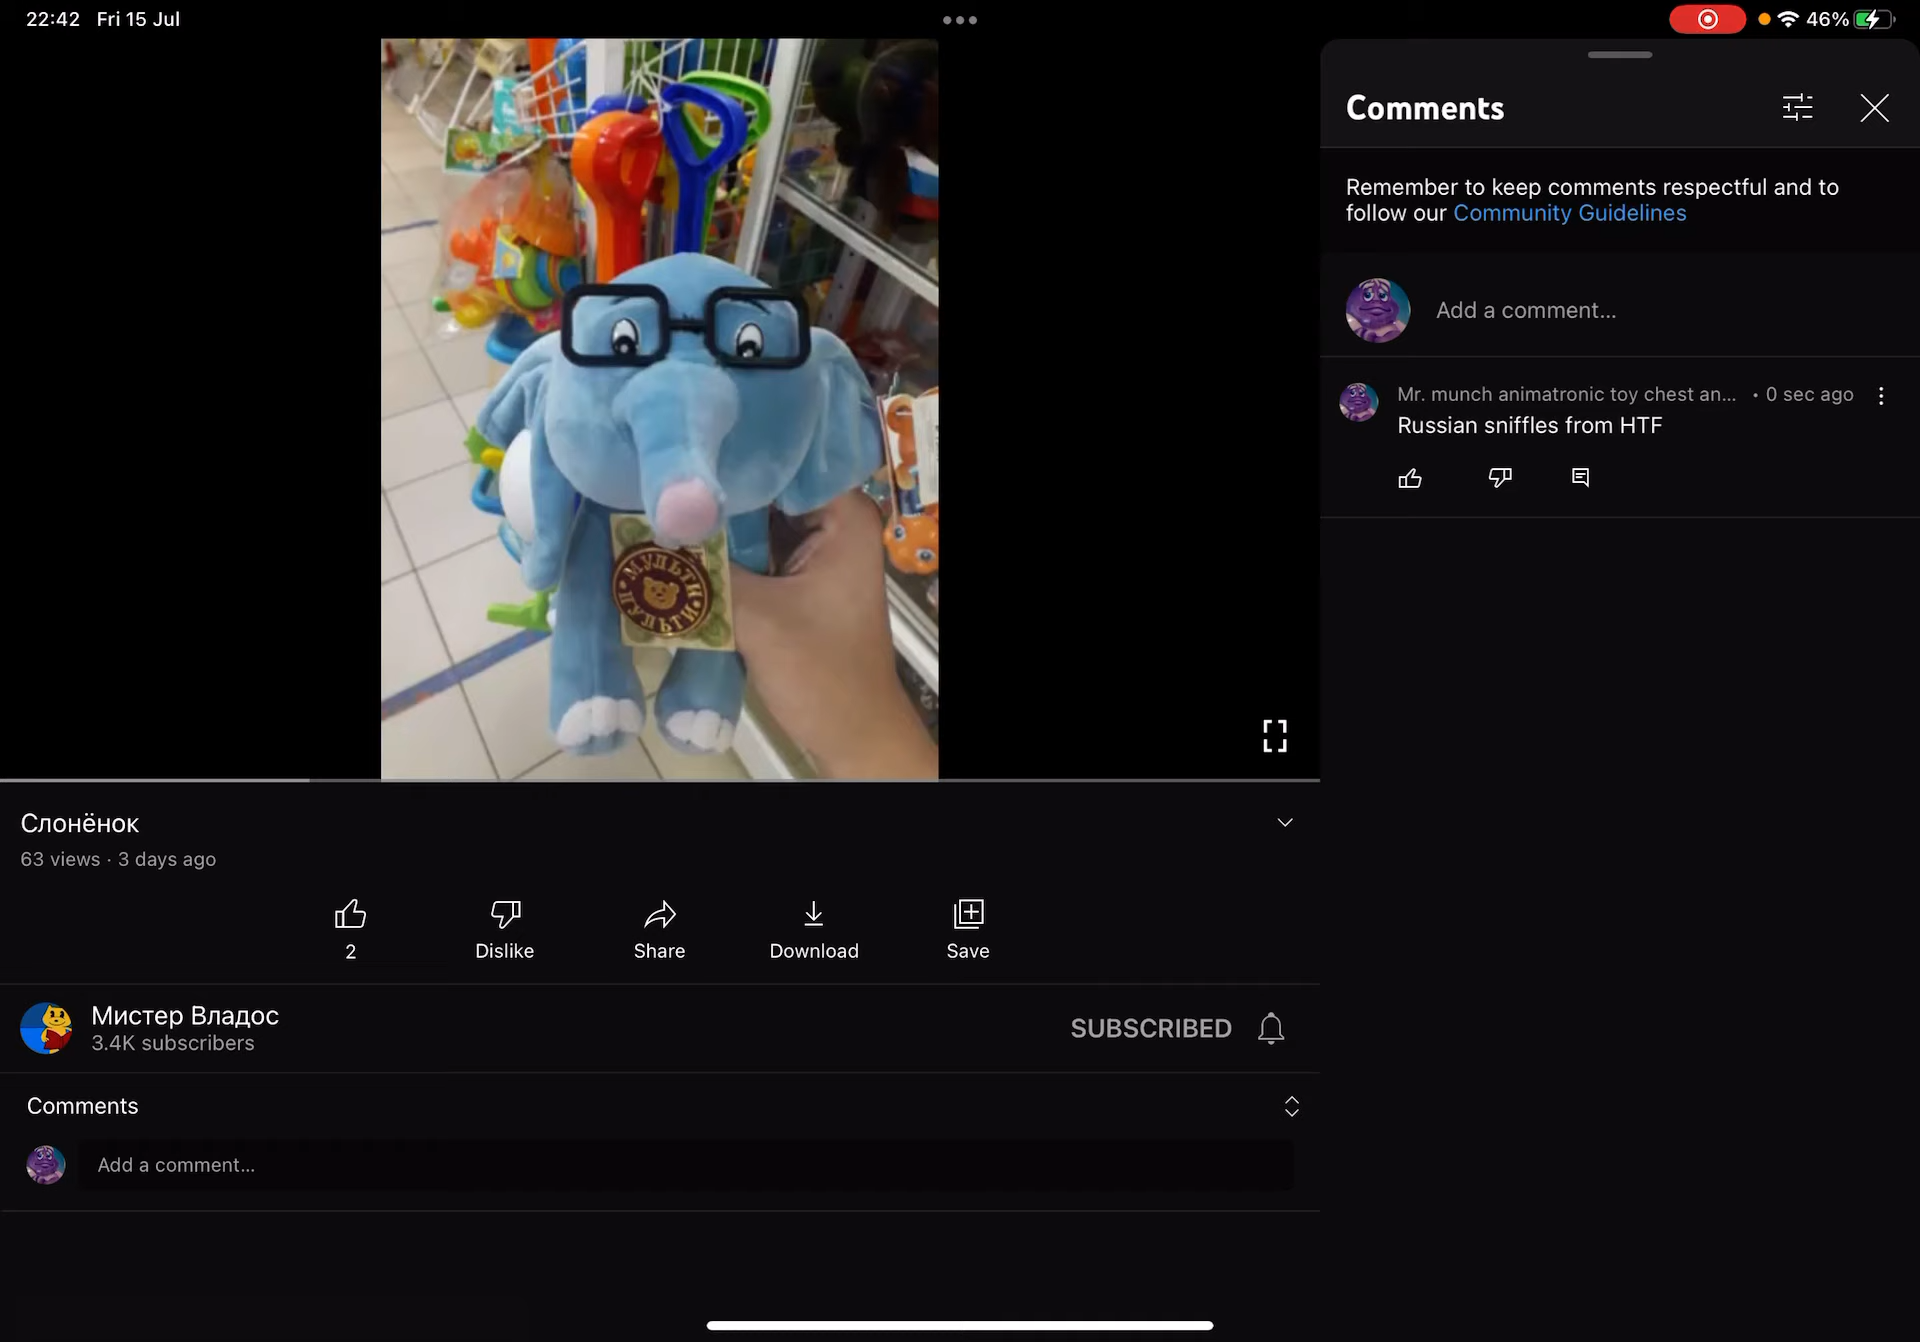 22:42 Fri 15 Jul
46%
МУЛЬТИ
ПУЛЬТИ
Слонёнок
63 views · 3 days ago
2
Dislike
Share
Download
Save
Мистер Владос
3.4K subscribers
SUBSCRIBED
Comments
Add a comment...
Comments
Remember to keep comments respectful and to
follow our Community Guidelines
Add a comment...
Mr. munch animatronic toy chest an... • 0 sec ago
Russian sniffles from HTF